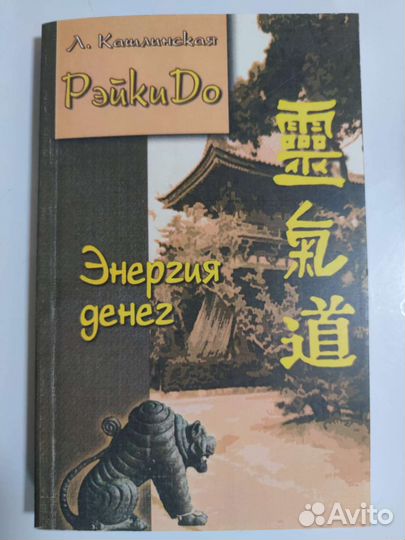 Л. Кашлинская
РэйкиДо
靈
氣
道
Энергия
денег
Avito